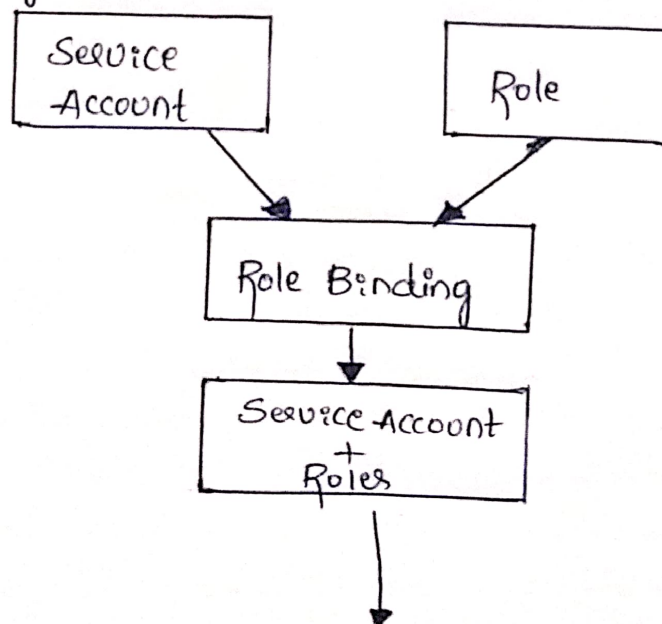 Service
Account
Role
Role Binding
Service Account
+
Roles